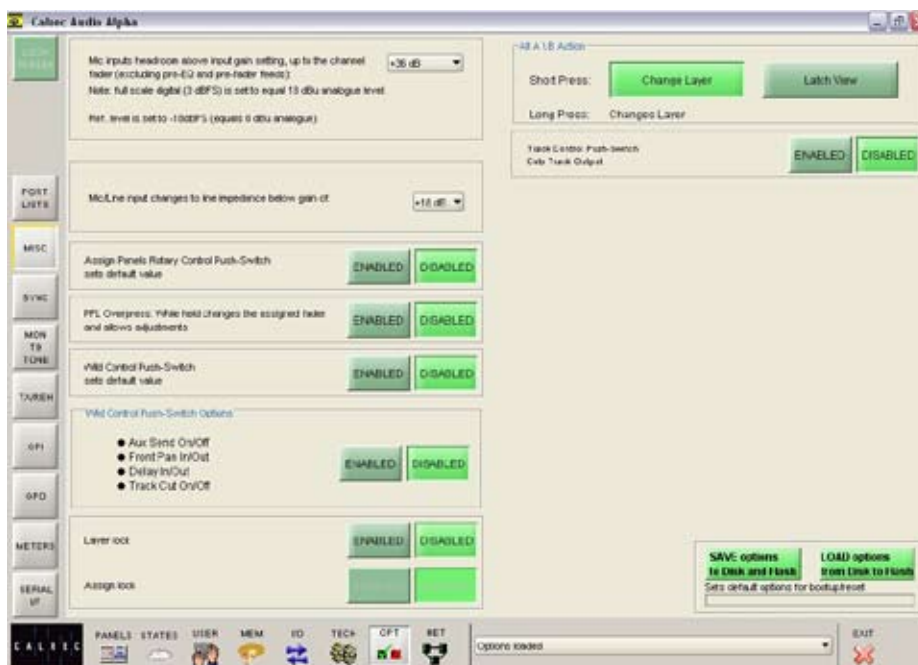 Calrec Audio Alpha
Mic inputs headroom above input gain setting, up to the channel
fader (excluding pre-EQ and pre-fader feeds):
+36 dB
Note: full scale digital (0 dBFS) is set to equal 18 dBu analogue level
Ref. level is set to -18dBFS (equals 0 dBu analogue)
Mic/Line input changes to line impedance below gain of:
+18 dB
Assign Panels Rotary Control Push-Switch
sets default value
ENABLED
DISABLED
PFL Overpress: While held changes the assigned fader
and allows adjustments
ENABLED
DISABLED
Wild Control Push-Switch
sets default value
ENABLED
DISABLED
Wild Control Push-Switch Options
Aux Send On/Off
Front Pan In/Out
Delay In/Out
Track Cut On/Off
ENABLED
DISABLED
Layer lock
ENABLED
DISABLED
Assign lock
All A \ B Action
Short Press:
Change Layer
Latch View
Long Press:
Changes Layer
Track Control Push-Switch
Cuts Track Output
ENABLED
DISABLED
PORT
LISTS
MISC
SYNC
MON
TB
TONE
TX/REH
GPI
GPO
METERS
SERIAL
I/F
SAVE options
to Disk and Flash
LOAD options
from Disk to Flash
Sets default options for bootup/reset
CALREC
PANELS
STATES
USER
MEM
I/O
TECH
OPT
NET
Options loaded
EXIT